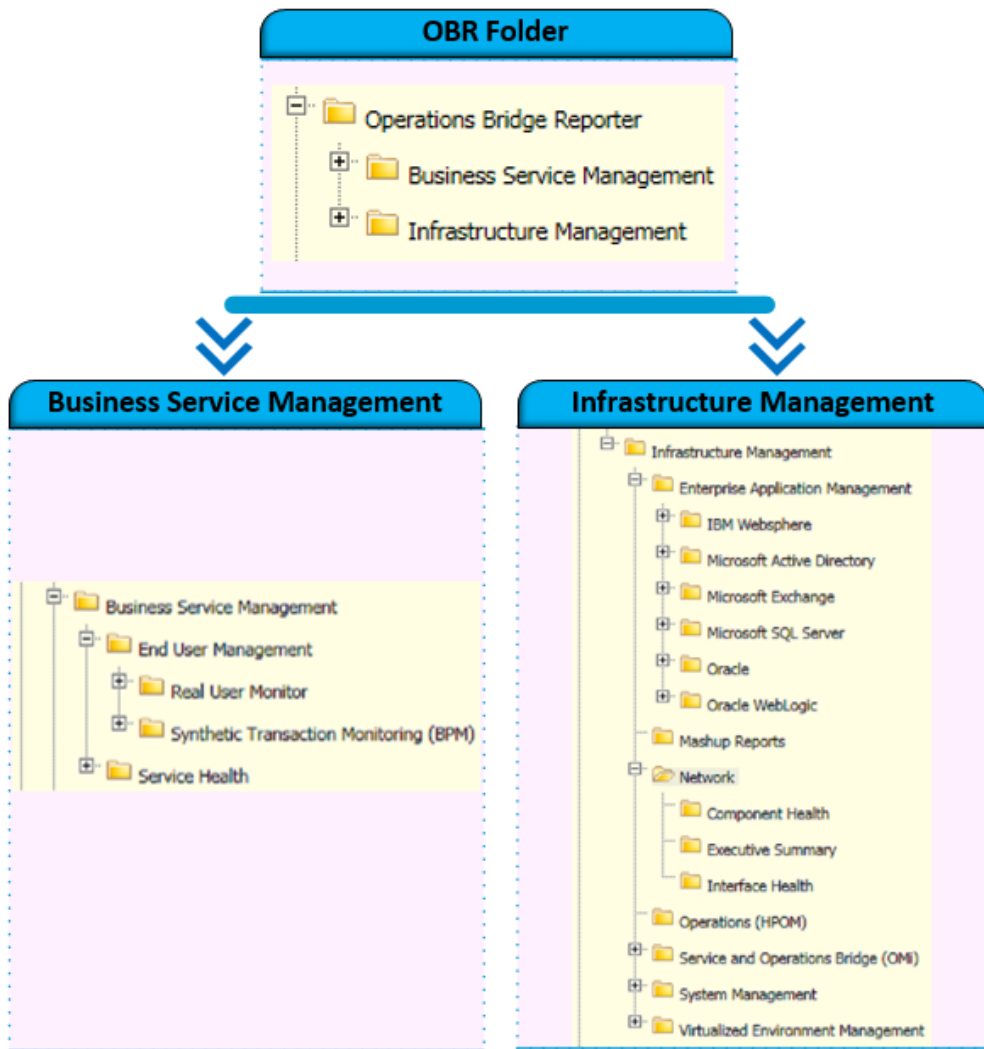 OBR Folder
Operations Bridge Reporter
Business Service Management
Infrastructure Management
Business Service Management
Business Service Management
End User Management
Real User Monitor
Synthetic Transaction Monitoring (BPM)
Service Health
Infrastructure Management
Infrastructure Management
Enterprise Application Management
IBM Websphere
Microsoft Active Directory
Microsoft Exchange
Microsoft SQL Server
Oracle
Oracle WebLogic
Mashup Reports
Network
Component Health
Executive Summary
Interface Health
Operations (HPOM)
Service and Operations Bridge (OMi)
System Management
Virtualized Environment Management